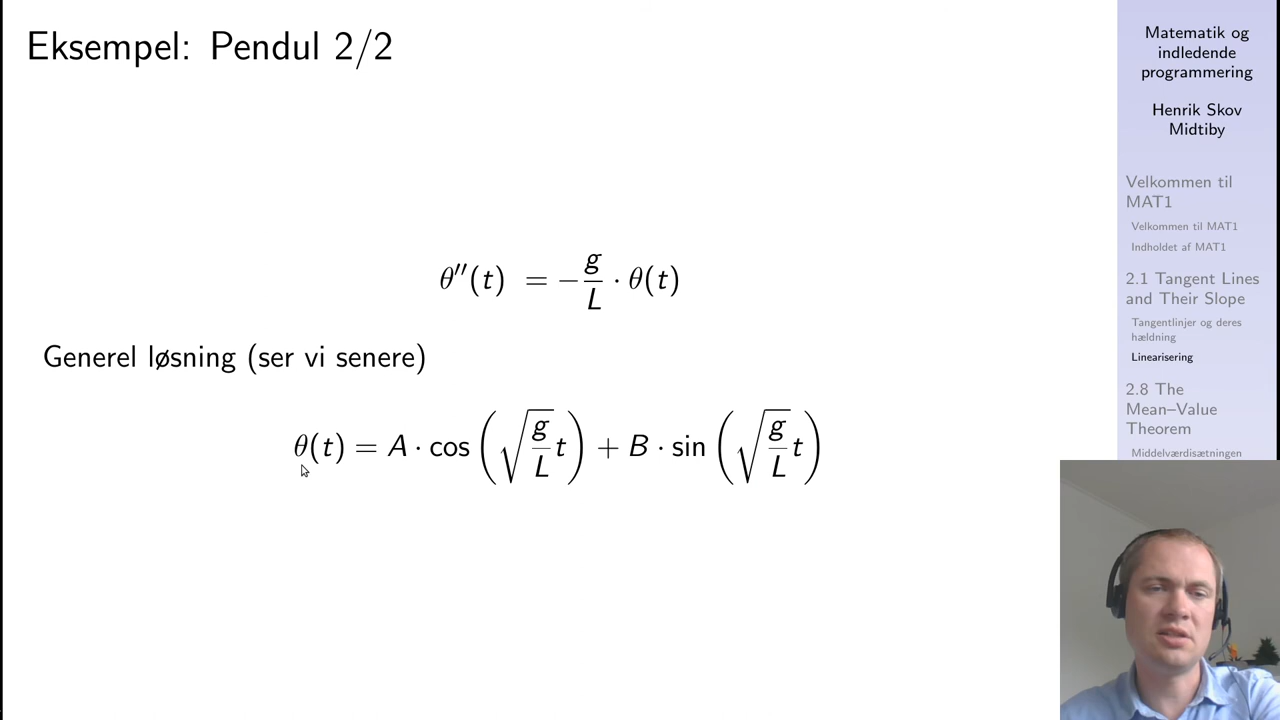 Eksempel: Pendul 2/2
θ′′(t) = −g/L · θ(t)
Generel løsning (ser vi senere)
θ(t) = A · cos(√(g/L) t) + B · sin(√(g/L) t)
Matematik og
indledende
programmering
Henrik Skov
Midtiby
Velkommen til
MAT1
Velkommen til MAT1
Indholdet af MAT1
2.1 Tangent Lines
and Their Slope
Tangentlinjer og deres
hældning
Linearisering
2.8 The
Mean–Value
Theorem
Middelværdisætningen